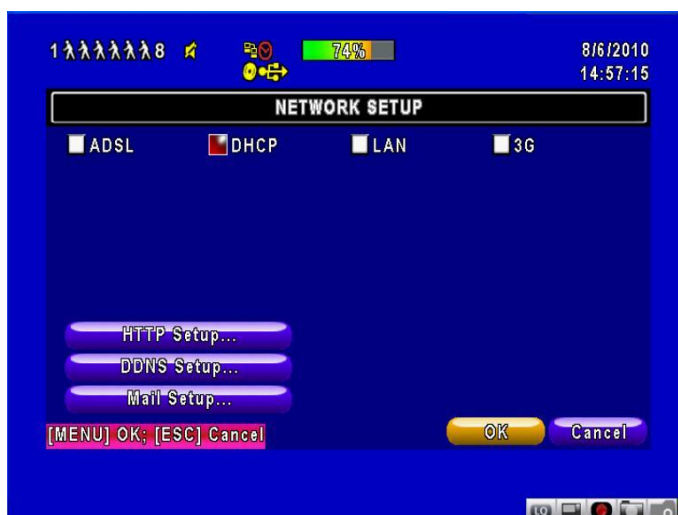 1 8 74% 8/6/2010
14:57:15
NETWORK SETUP
ADSL DHCP LAN 3G
HTTP Setup...
DDNS Setup...
Mail Setup...
[MENU] OK; [ESC] Cancel OK Cancel
LO